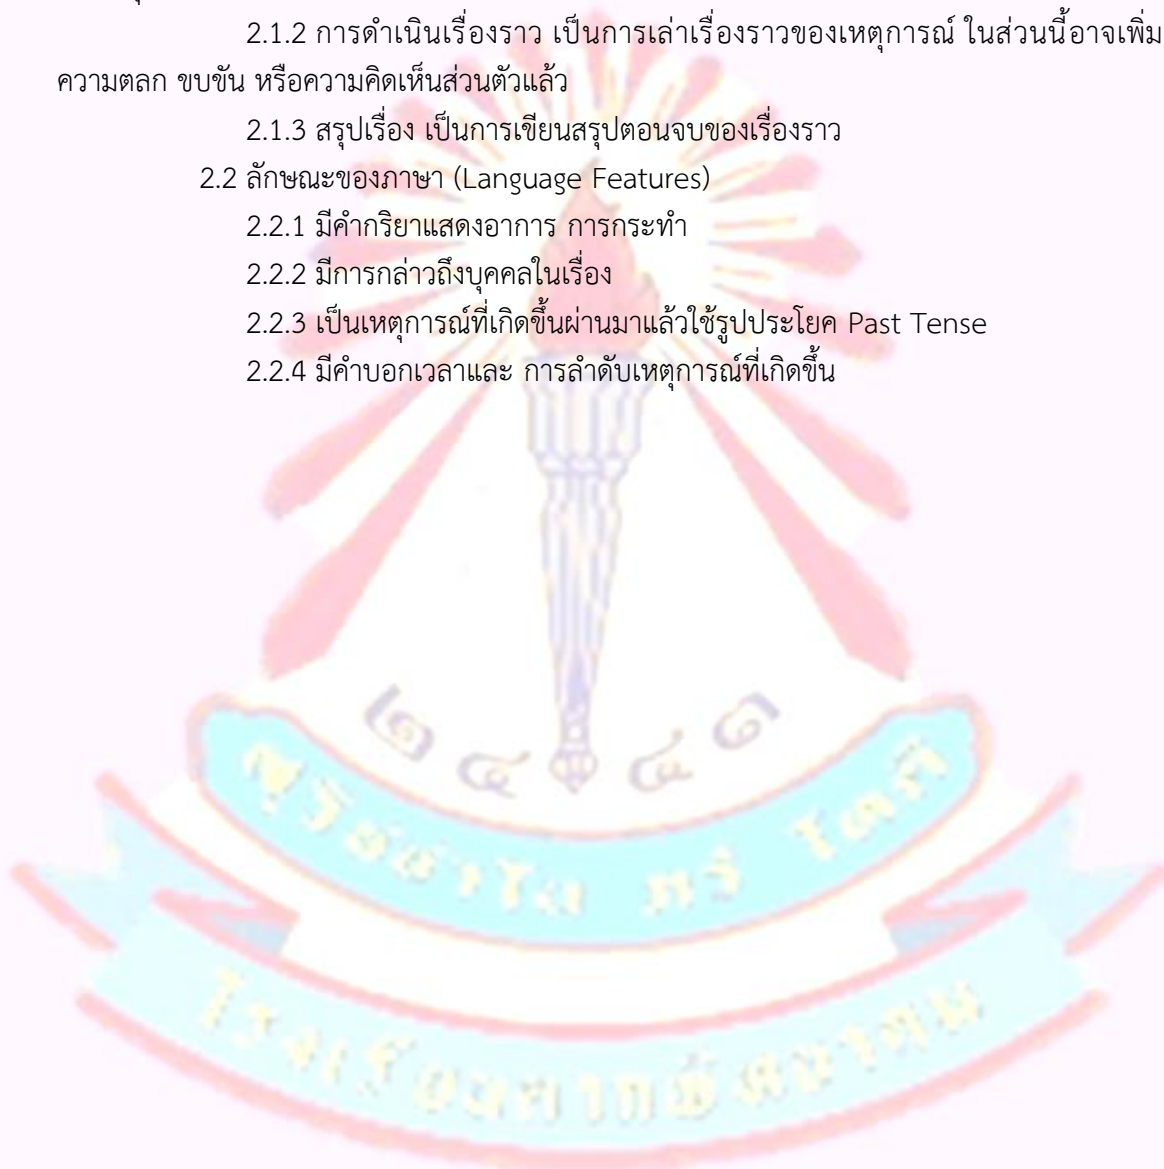 2.1.2 การดำเนินเรื่องราว เป็นการเล่าเรื่องราวของเหตุการณ์ ในส่วนนี้อาจเพิ่ม
ความตลก ขบขัน หรือความคิดเห็นส่วนตัวแล้ว
2.1.3 สรุปเรื่อง เป็นการเขียนสรุปตอนจบของเรื่องราว
2.2 ลักษณะของภาษา (Language Features)
2.2.1 มีคำกริยาแสดงอาการ การกระทำ
2.2.2 มีการกล่าวถึงบุคคลในเรื่อง
2.2.3 เป็นเหตุการณ์ที่เกิดขึ้นผ่านมาแล้วใช้รูปประโยค Past Tense
2.2.4 มีคำบอกเวลาและ การลำดับเหตุการณ์ที่เกิดขึ้น
๒๕๔๑
สุวิชาโน ภวํ โหติ